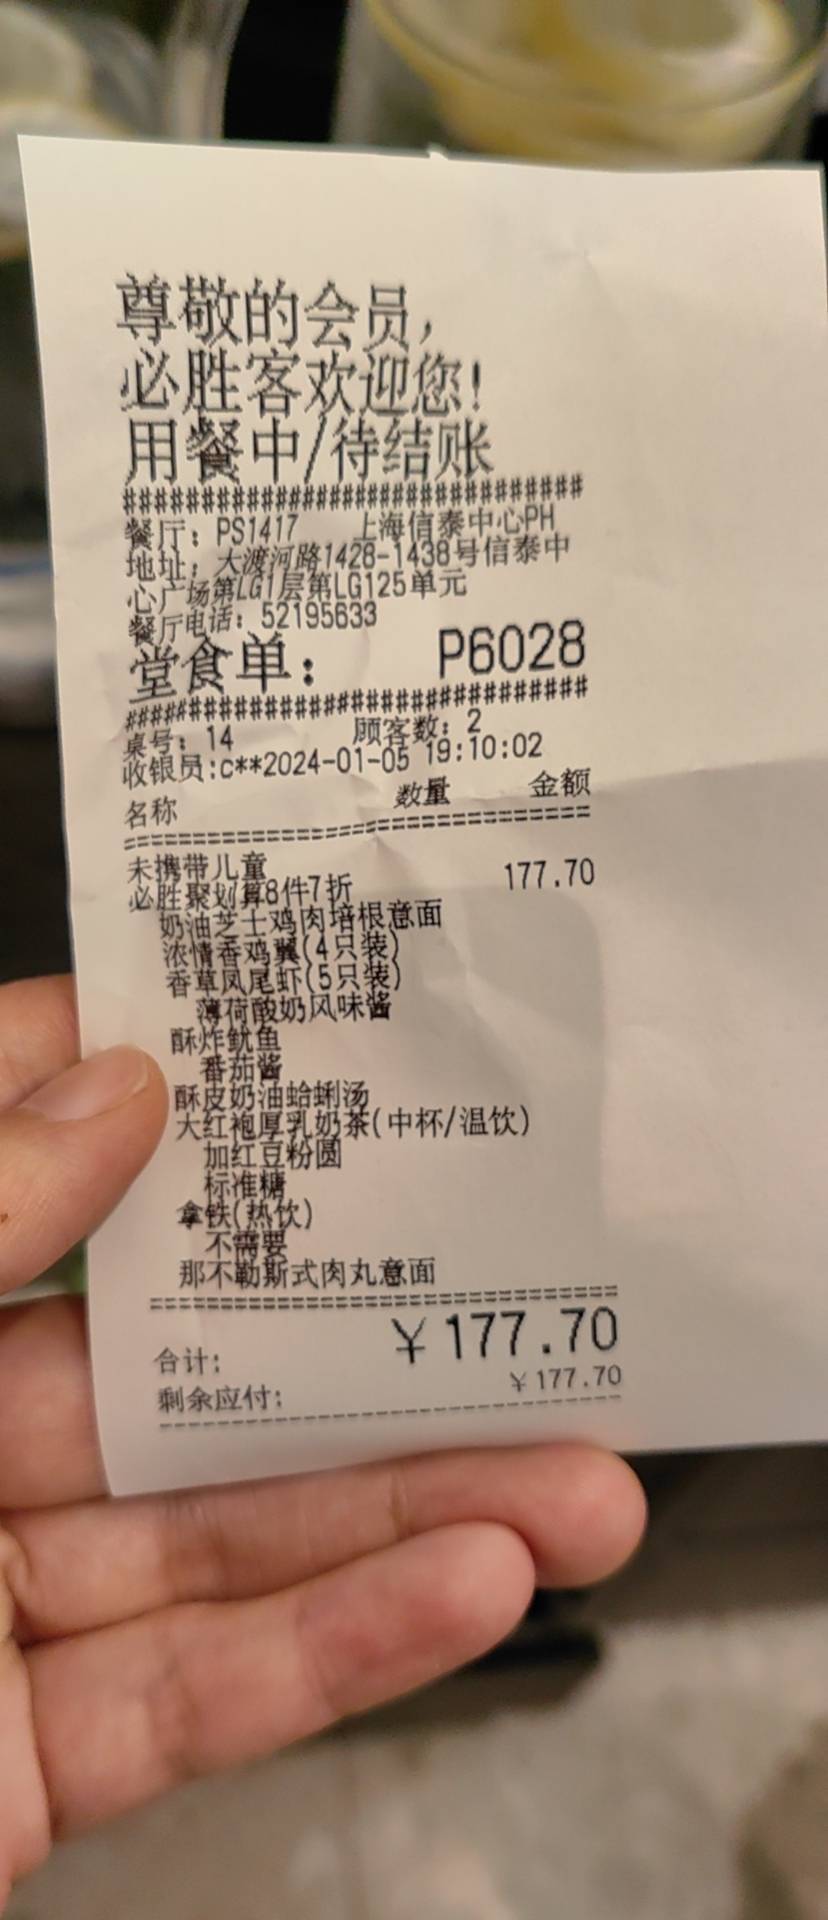 尊敬的会员，
必胜客欢迎您！
用餐中/待结账
##############################
餐厅：PS1417 上海信泰中心PH
地址：大渡河路1428-1438号信泰中
心广场第LG1层第LG125单元
餐厅电话：52195633
堂食单： P6028
##############################
桌号：14 顾客数：2
收银员:c**2024-01-05 19:10:02
名称 数量 金额
==============================
未携带儿童
必胜聚划算8件7折 177.70
奶油芝士鸡肉培根意面
浓情香鸡翼(4只装)
香草凤尾虾(5只装)
薄荷酸奶风味酱
酥炸鱿鱼
番茄酱
酥皮奶油蛤蜊汤
大红袍厚乳奶茶(中杯/温饮)
加红豆粉圆
标准糖
拿铁(热饮)
不需要
那不勒斯式肉丸意面
==============================
合计： ￥177.70
剩余应付： ￥177.70
------------------------------